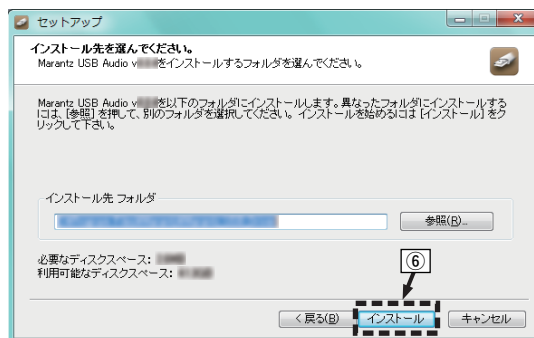 セットアップ
インストール先を選んでください。
Marantz USB Audio v をインストールするフォルダを選んでください。
Marantz USB Audio v を以下のフォルダにインストールします。異なったフォルダにインストールする
には、[参照] を押して、別のフォルダを選択してください。 インストールを始めるには [インストール] をク
リックして下さい。
インストール先 フォルダ
参照(R)...
必要なディスクスペース:
利用可能なディスクスペース:
⑥
< 戻る(B)
インストール
キャンセル